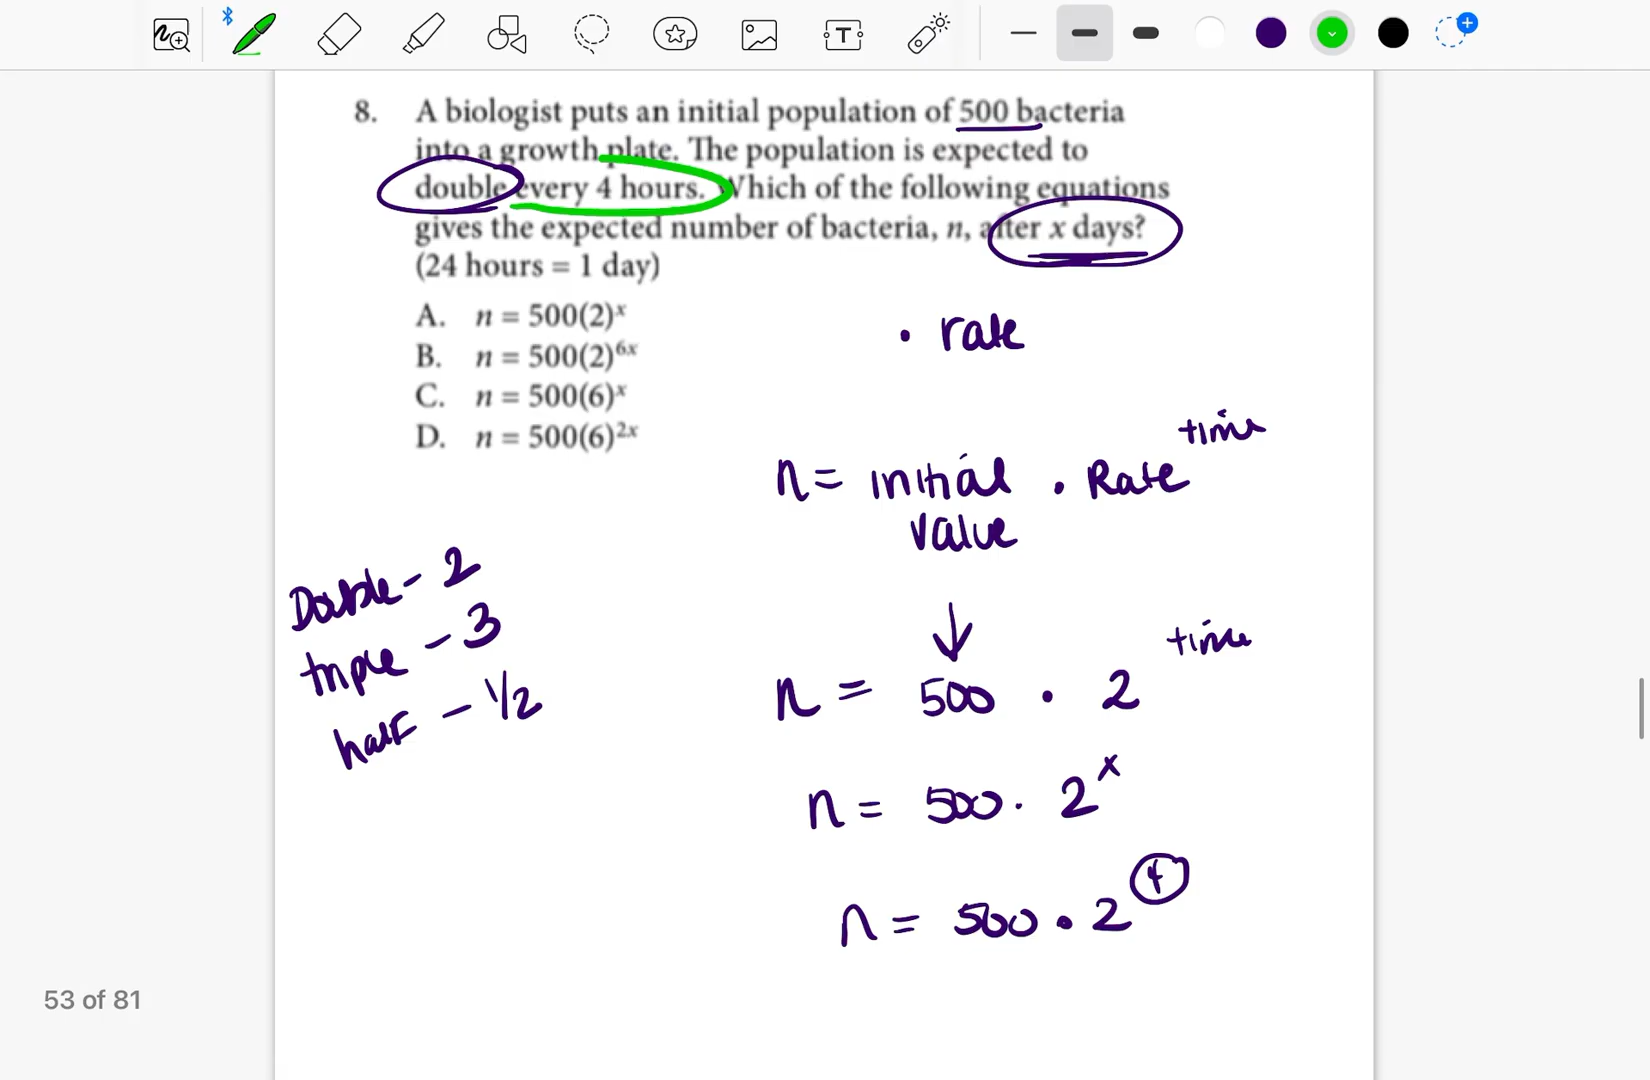 8. A biologist puts an initial population of 500 bacteria
into a growth plate. The population is expected to
double every 4 hours. Which of the following equations
gives the expected number of bacteria, n, after x days?
(24 hours = 1 day)
A. n = 500(2)ˣ
B. n = 500(2)⁶ˣ
C. n = 500(6)ˣ
D. n = 500(6)²ˣ
• rate
time
n = initial • Rate
value
Double - 2
triple - 3
half - 1/2
time
n = 500 • 2
n = 500 • 2ˣ
n = 500 • 2⁴
53 of 81
T